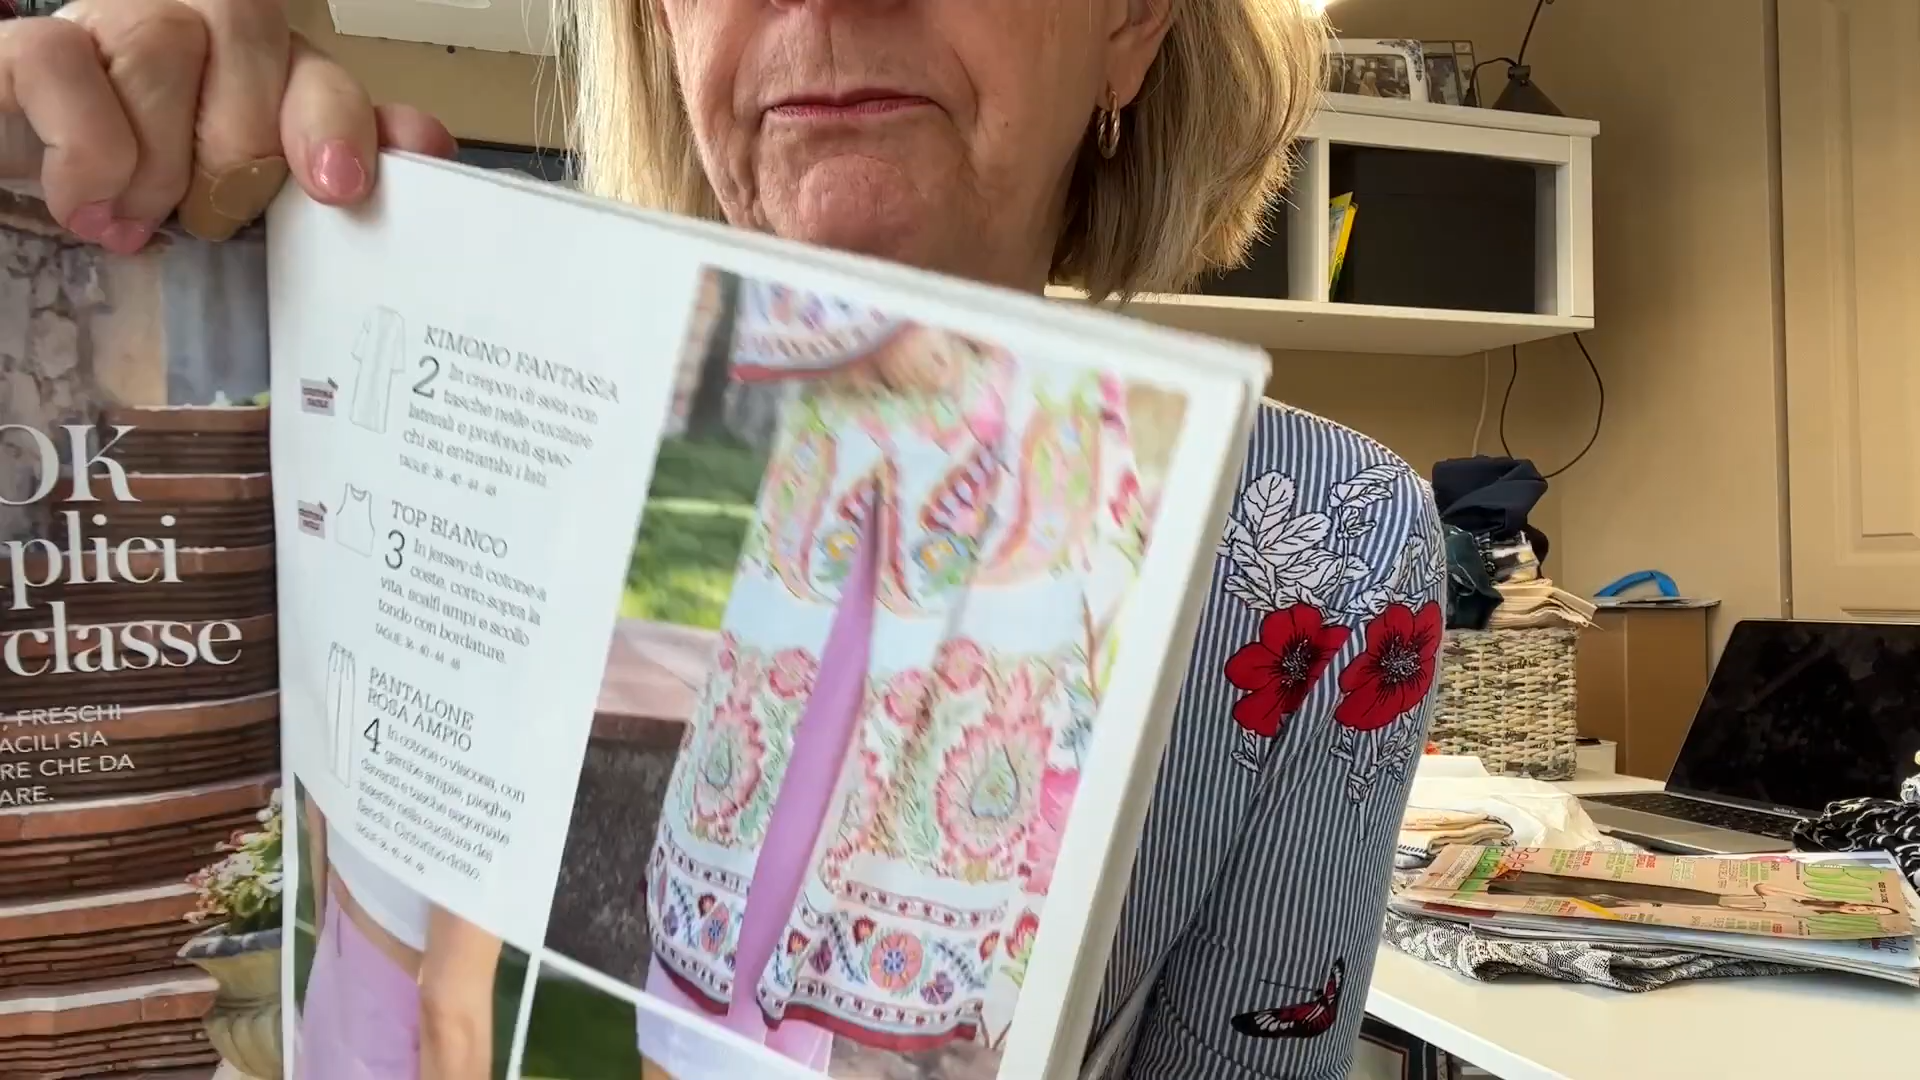 OK
plici
classe
, FRESCHI
ACILI SIA
RE CHE DA
ARE.
KIMONO FANTASIA
2 In crepon di seta con
tasche nelle cuciture
laterali e profondi spac-
chi su entrambi i lati.
TAGLIE: 36 - 40 - 44 - 48
TOP BIANCO
3 In jersey di cotone a
coste, corto sopra la
vita, scalfi ampi e scollo
tondo con bordature.
TAGLIE: 36 - 40 - 44 - 48
PANTALONE
ROSA AMPIO
4 In cotone o viscosa, con
gambe ampie, pieghe
davanti e tasche sagomate
inserite nella cucitura dei
fianchi. Cinturino dritto.